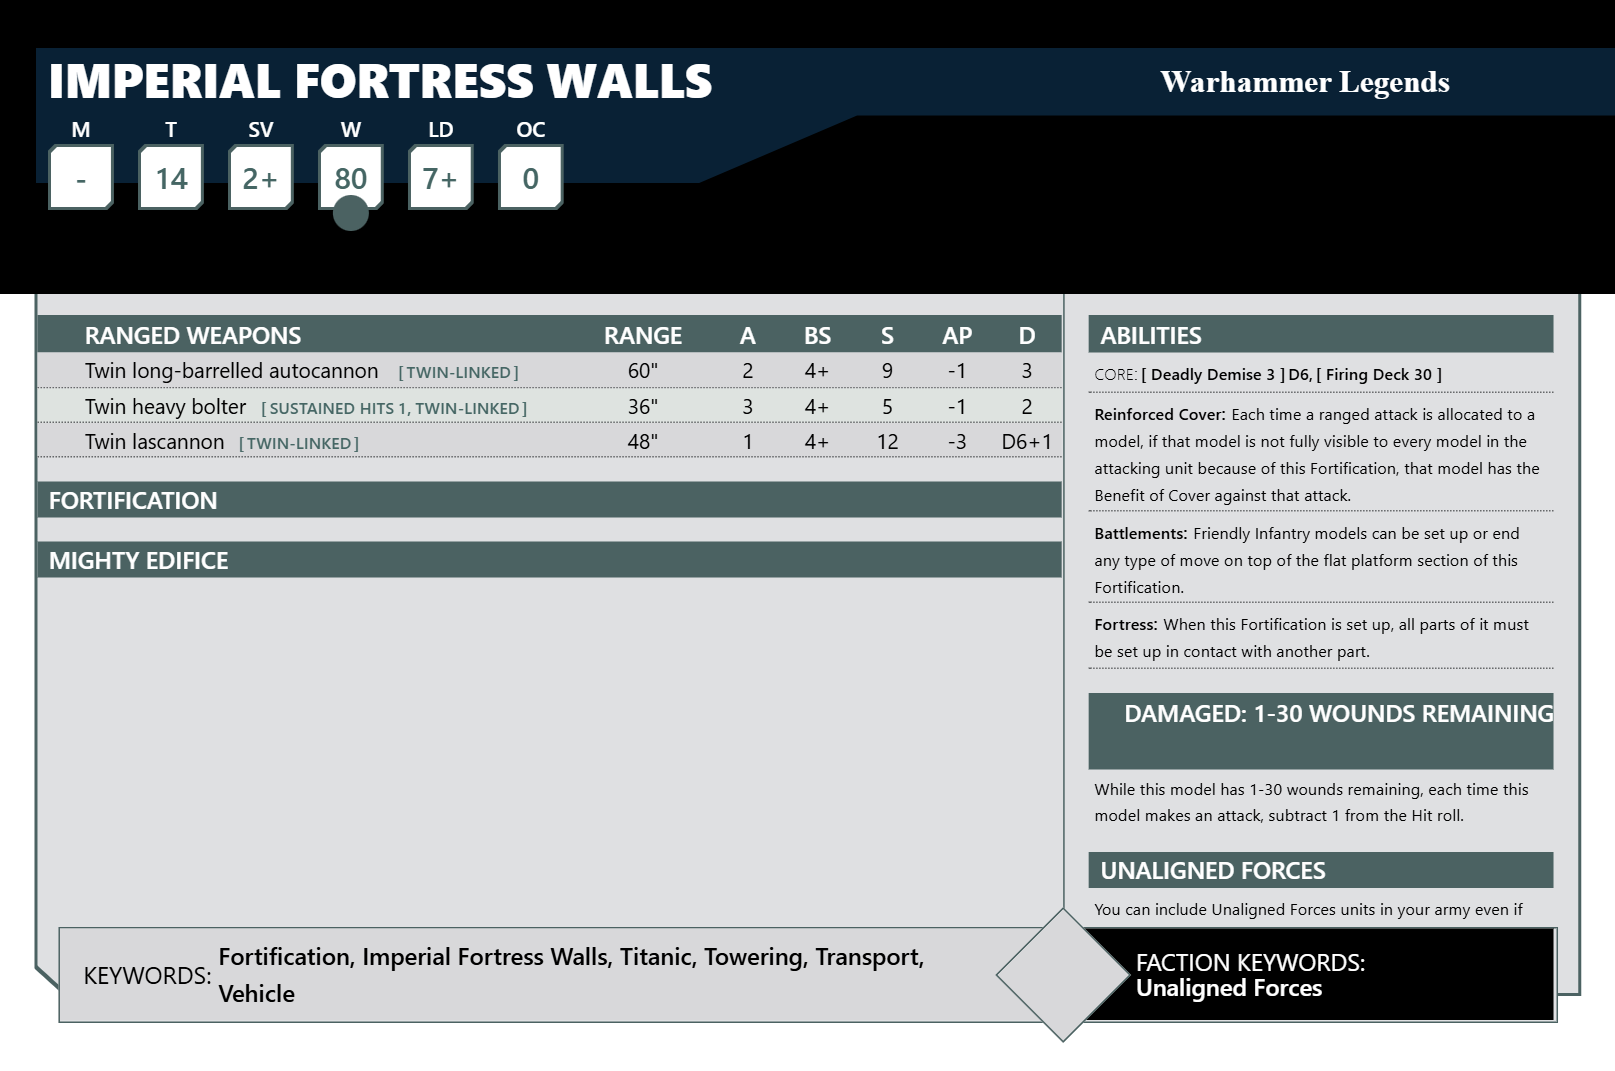 IMPERIAL FORTRESS WALLS
Warhammer Legends
M T SV W LD OC
- 14 2+ 80 7+ 0
RANGED WEAPONS RANGE A BS S AP D
Twin long-barrelled autocannon [TWIN-LINKED] 60" 2 4+ 9 -1 3
Twin heavy bolter [SUSTAINED HITS 1, TWIN-LINKED] 36" 3 4+ 5 -1 2
Twin lascannon [TWIN-LINKED] 48" 1 4+ 12 -3 D6+1
FORTIFICATION
MIGHTY EDIFICE
ABILITIES
CORE: [ Deadly Demise 3 ] D6, [ Firing Deck 30 ]
Reinforced Cover: Each time a ranged attack is allocated to a
model, if that model is not fully visible to every model in the
attacking unit because of this Fortification, that model has the
Benefit of Cover against that attack.
Battlements: Friendly Infantry models can be set up or end
any type of move on top of the flat platform section of this
Fortification.
Fortress: When this Fortification is set up, all parts of it must
be set up in contact with another part.
DAMAGED: 1-30 WOUNDS REMAINING
While this model has 1-30 wounds remaining, each time this
model makes an attack, subtract 1 from the Hit roll.
UNALIGNED FORCES
You can include Unaligned Forces units in your army even if
KEYWORDS: Fortification, Imperial Fortress Walls, Titanic, Towering, Transport,
Vehicle
FACTION KEYWORDS:
Unaligned Forces